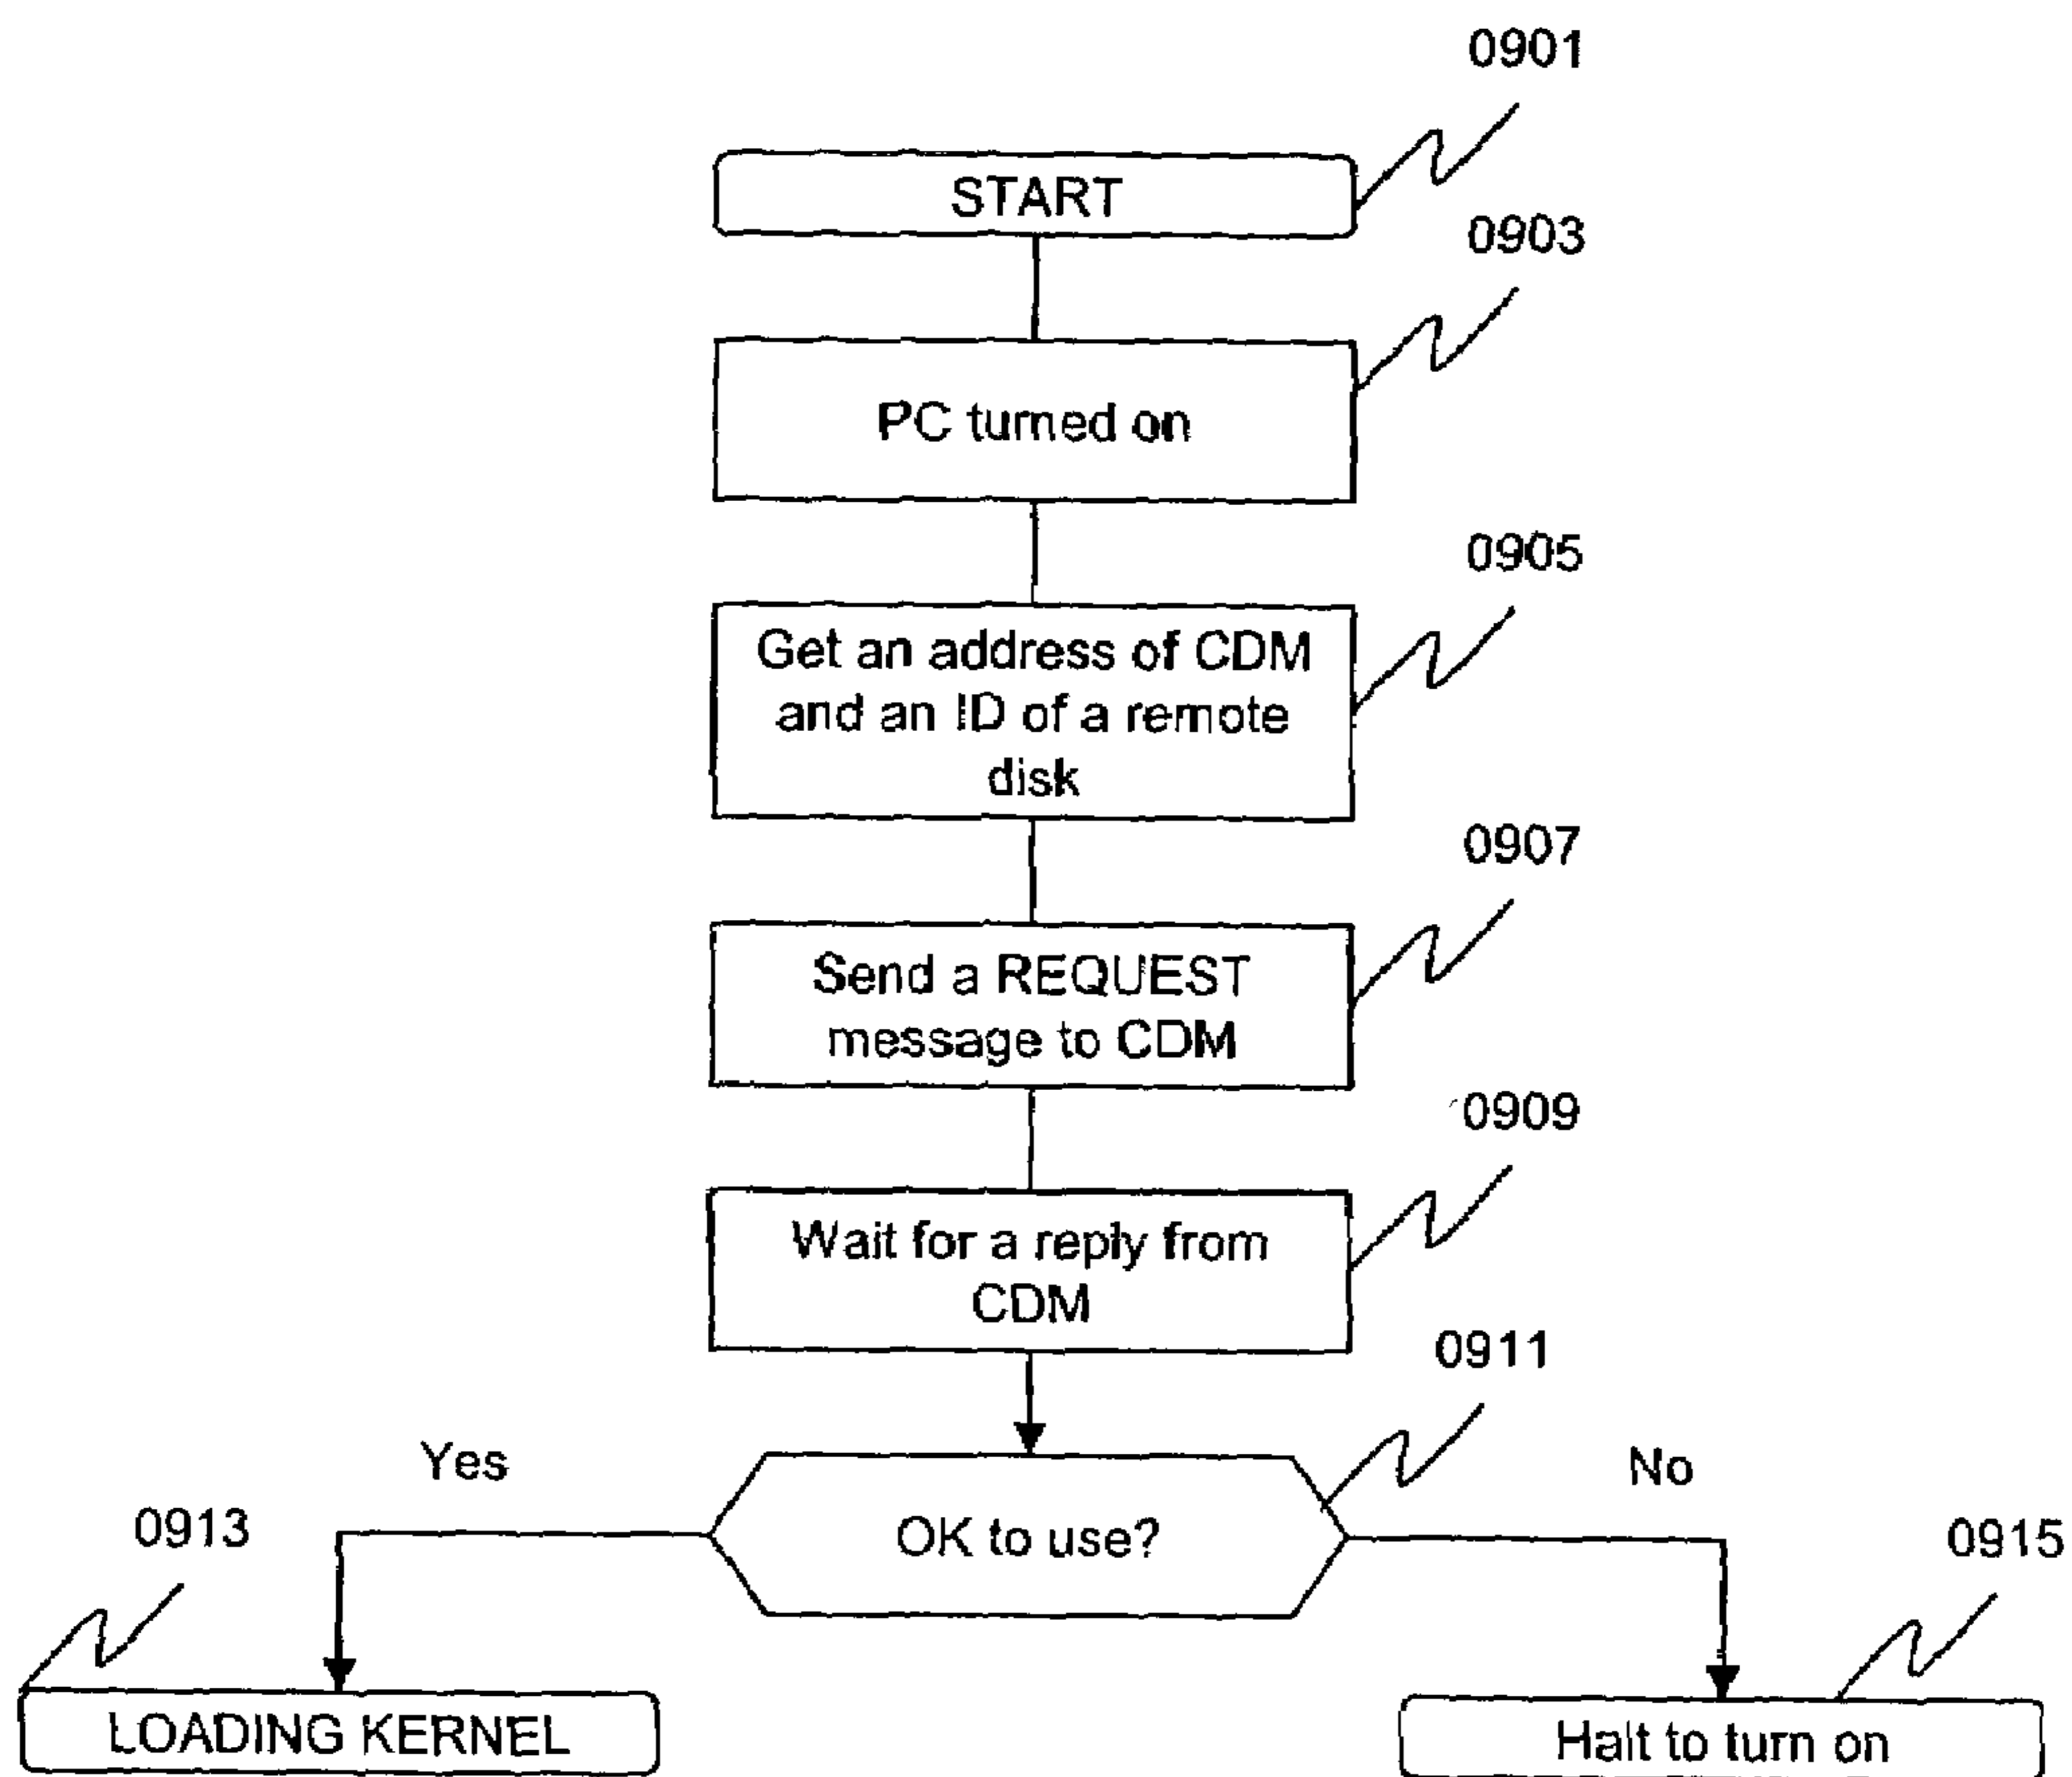 0901
START
0903
PC turned on
0905
Get an address of CDM
and an ID of a remote
disk
0907
Send a REQUEST
message to CDM
0909
Wait for a reply from
CDM
0911
Yes
No
OK to use?
0913
0915
LOADING KERNEL
Halt to turn on